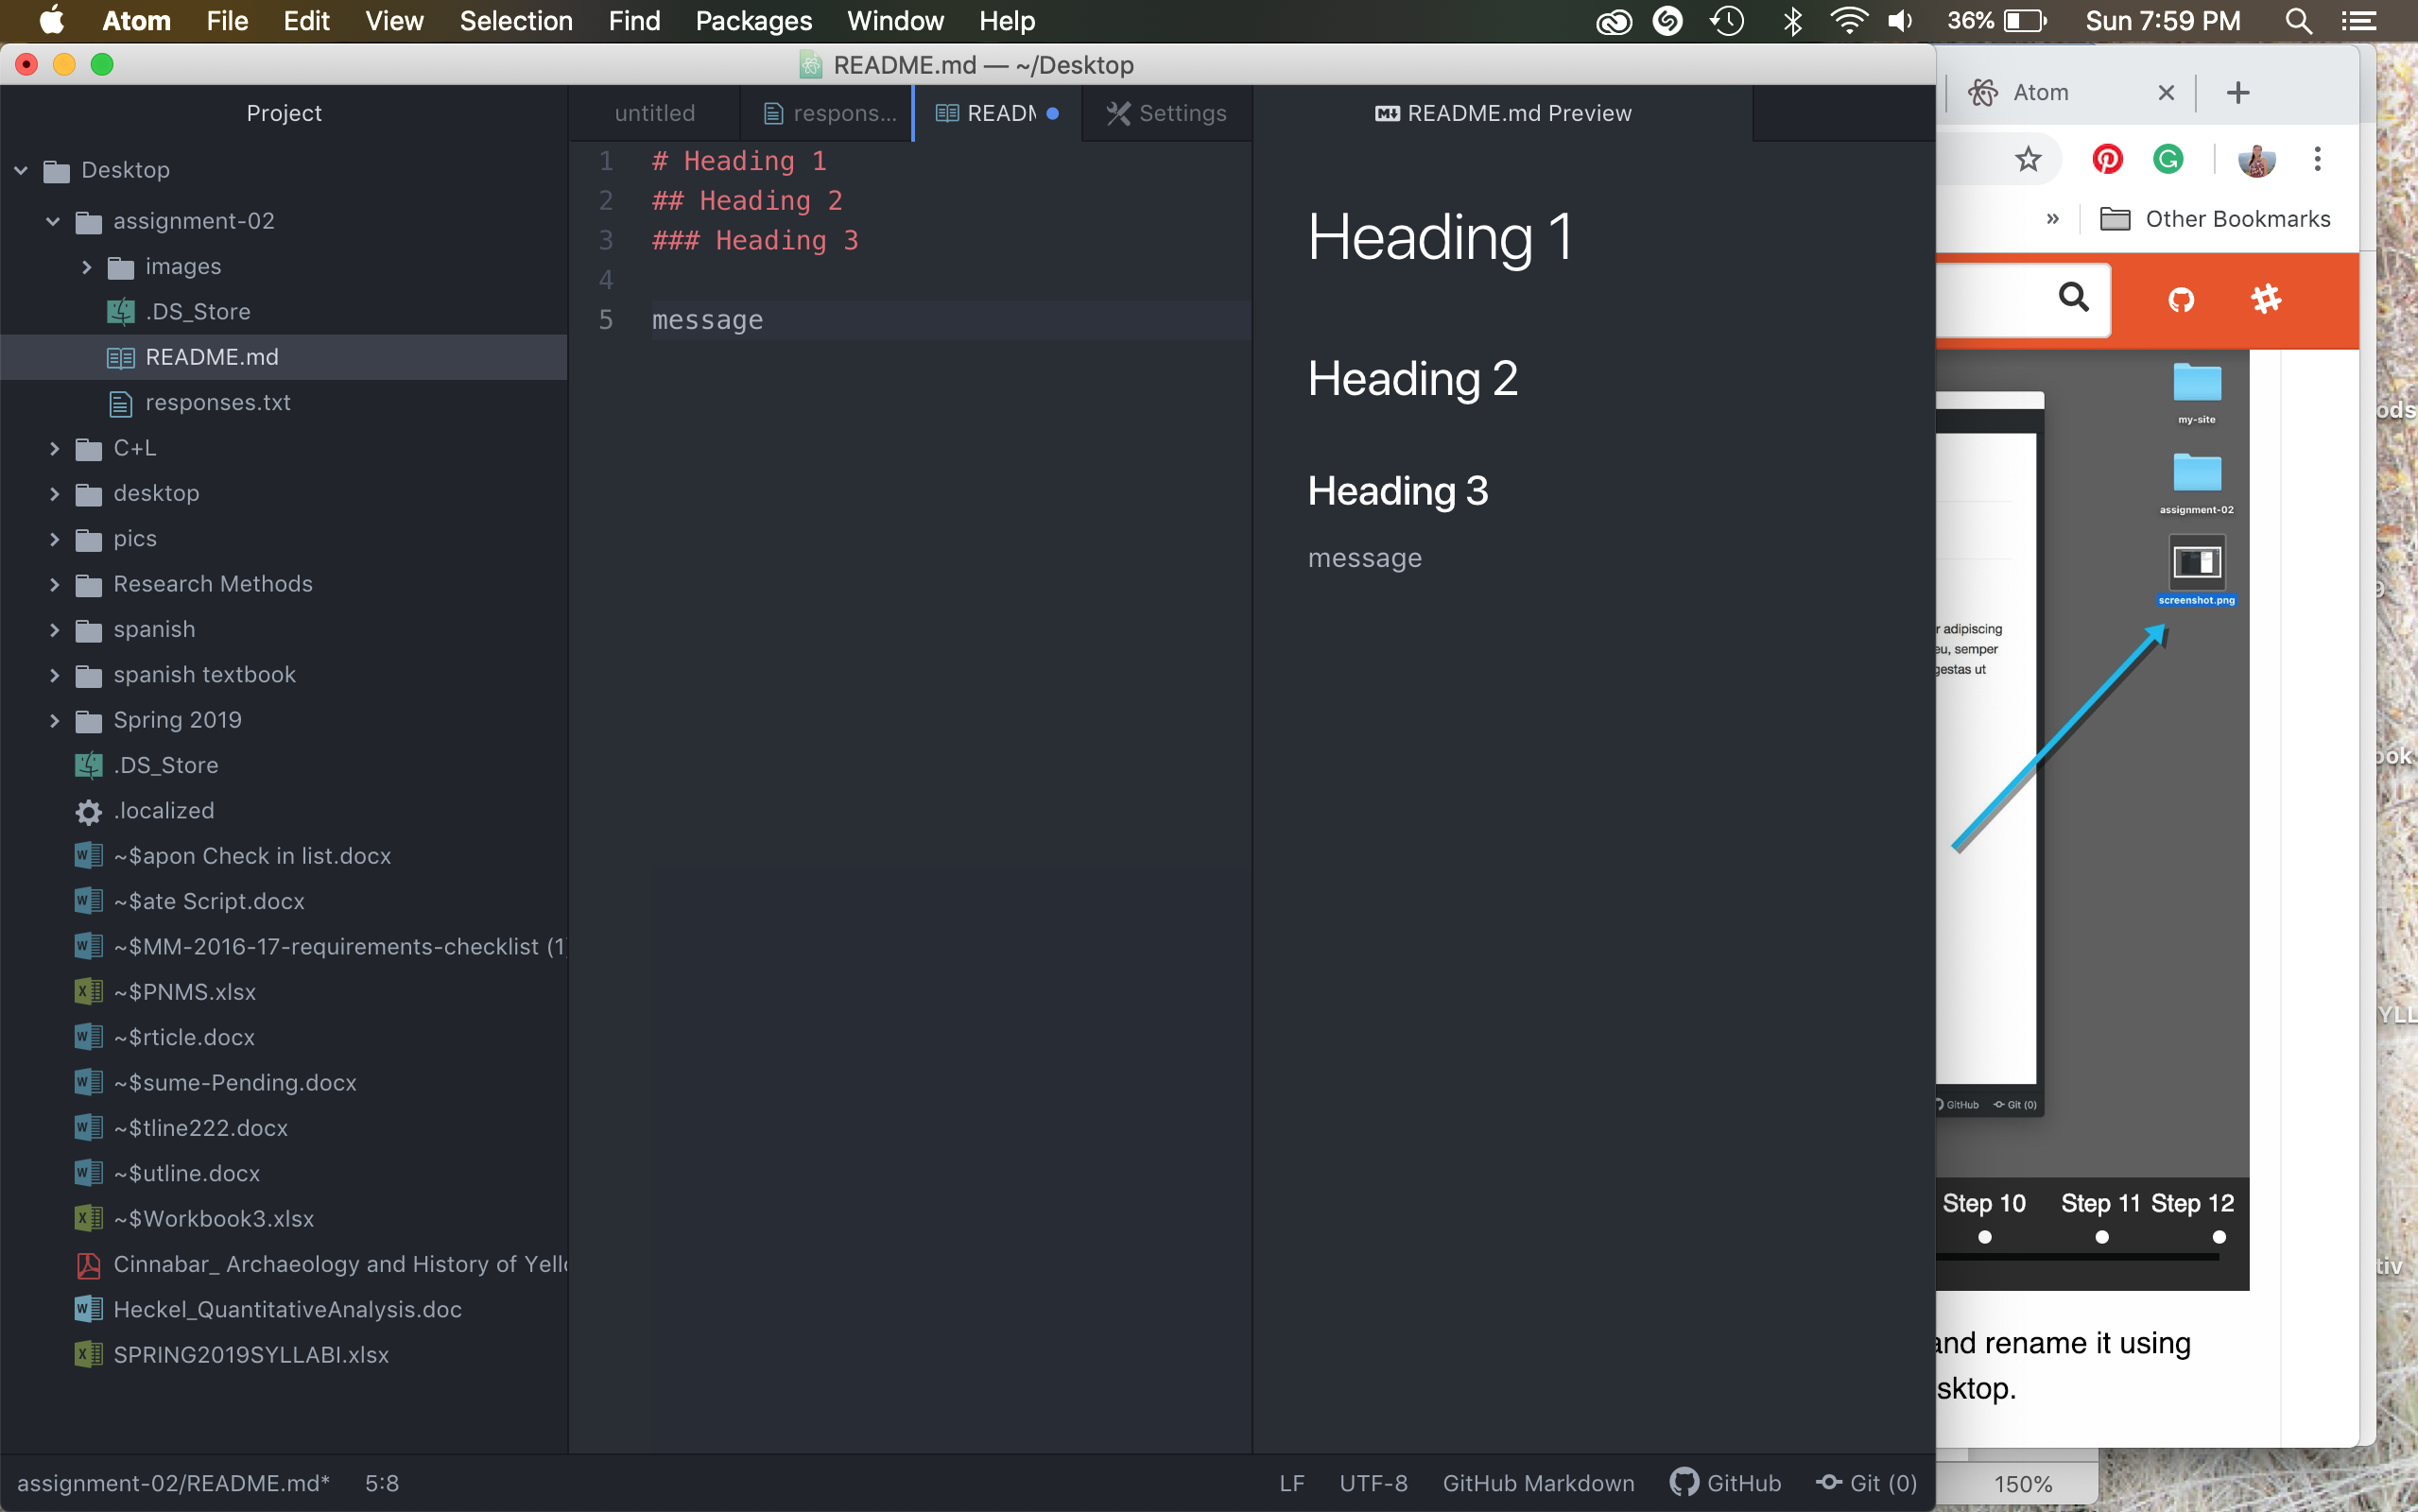 Atom File Edit View Selection Find Packages Window Help 36% Sun 7:59 PM
README.md — ~/Desktop
Project
Desktop
assignment-02
images
.DS_Store
README.md
responses.txt
C+L
desktop
pics
Research Methods
spanish
spanish textbook
Spring 2019
.DS_Store
.localized
~$apon Check in list.docx
~$ate Script.docx
~$MM-2016-17-requirements-checklist (1)
~$PNMS.xlsx
~$rticle.docx
~$sume-Pending.docx
~$tline222.docx
~$utline.docx
~$Workbook3.xlsx
Cinnabar_ Archaeology and History of Yello
Heckel_QuantitativeAnalysis.doc
SPRING2019SYLLABI.xlsx
untitled respons... READM Settings
1 # Heading 1
2 ## Heading 2
3 ### Heading 3
4
5 message
README.md Preview
Heading 1
Heading 2
Heading 3
message
assignment-02/README.md* 5:8 LF UTF-8 GitHub Markdown GitHub Git (0)
Atom
Other Bookmarks
my-site
assignment-02
screenshot.png
r adipiscing
eu, semper
gestas ut
GitHub Git (0)
Step 10 Step 11 Step 12
and rename it using
sktop.
150%
ods
ook
YLL
tiv